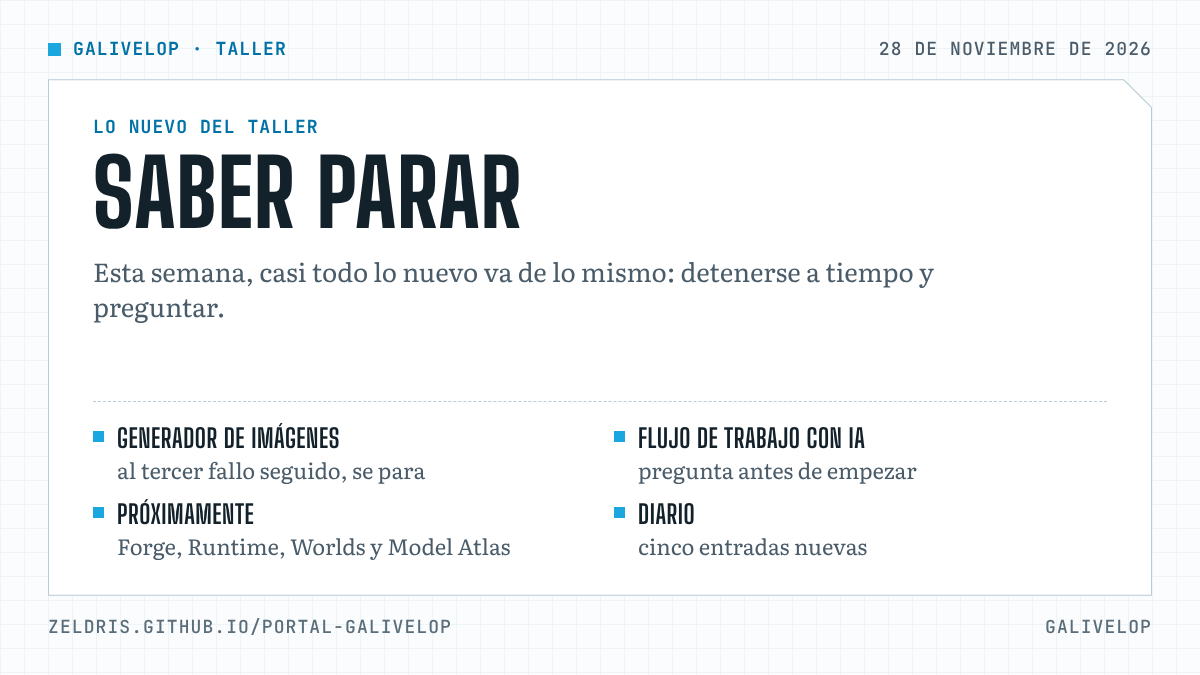 GALIVELOP · TALLER
28 DE NOVIEMBRE DE 2026
LO NUEVO DEL TALLER
SABER PARAR
Esta semana, casi todo lo nuevo va de lo mismo: detenerse a tiempo y
preguntar.
GENERADOR DE IMÁGENES
al tercer fallo seguido, se para
FLUJO DE TRABAJO CON IA
pregunta antes de empezar
PRÓXIMAMENTE
Forge, Runtime, Worlds y Model Atlas
DIARIO
cinco entradas nuevas
ZELDRIS.GITHUB.IO/PORTAL-GALIVELOP
GALIVELOP